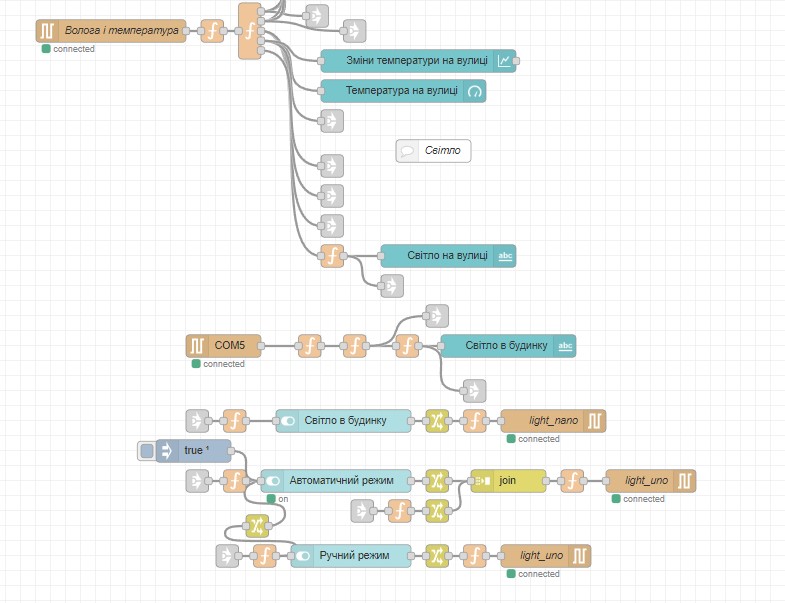 Волога і температура
connected
Зміни температури на вулиці
Температура на вулиці
Світло
Світло на вулиці
abc
COM5
connected
Світло в будинку
abc
Світло в будинку
light_nano
connected
true ¹
Автоматичний режим
on
join
light_uno
connected
Ручний режим
light_uno
connected